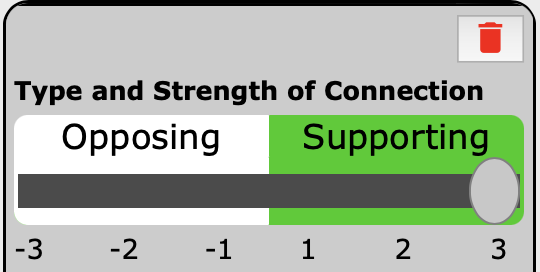 Type and Strength of Connection
Opposing Supporting
-3 -2 -1 1 2 3